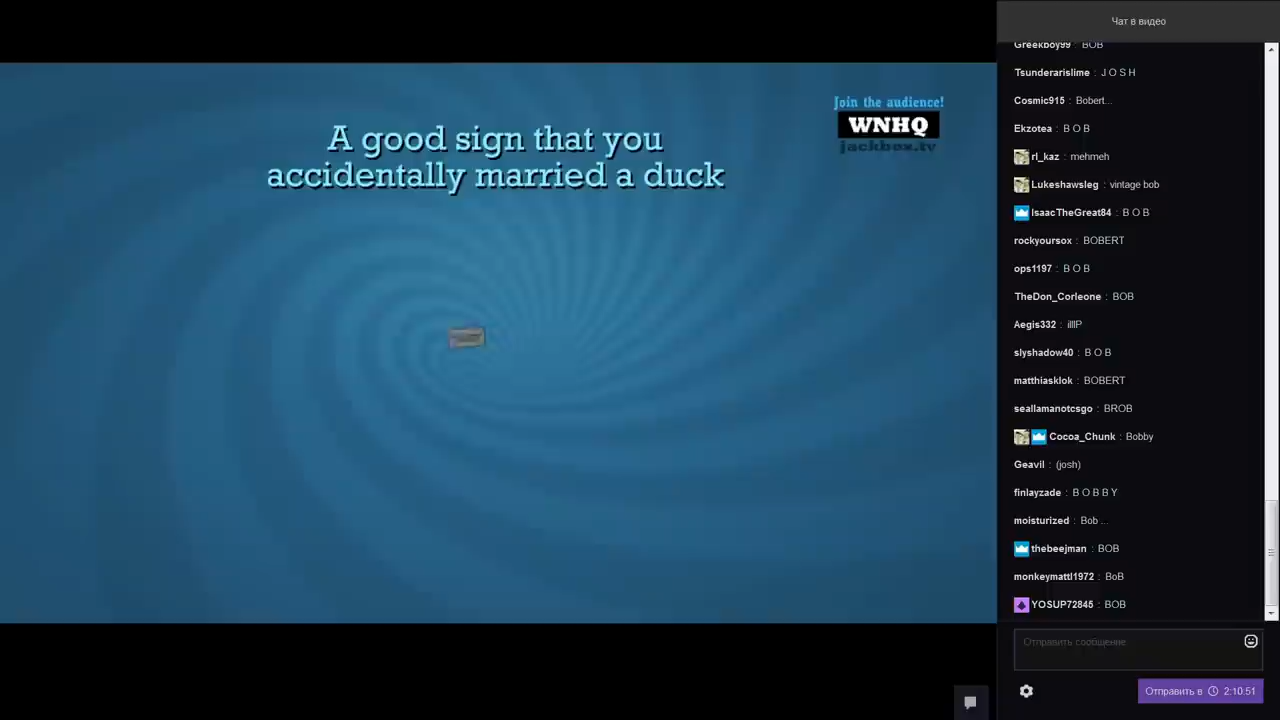 A good sign that you
accidentally married a duck
Join the audience!
WNHQ
jackbox.tv
Чат в видео
Greekboy99 : BOB
Tsunderarislime : J O S H
Cosmic915 : Bobert...
Ekzotea : B O B
rl_kaz : mehmeh
Lukeshawsleg : vintage bob
IsaacTheGreat84 : B O B
rockyoursox : BOBERT
ops1197 : B O B
TheDon_Corleone : BOB
Aegis332 : illlP
slyshadow40 : B O B
matthiasklok : BOBERT
seallamanotcsgo : BROB
Cocoa_Chunk : Bobby
Geavil : (josh)
finlayzade : B O B B Y
moisturized : Bob ...
thebeejman : BOB
monkeymattl1972 : BoB
YOSUP72845 : BOB
Отправить сообщение
Отправить в 2:10:51